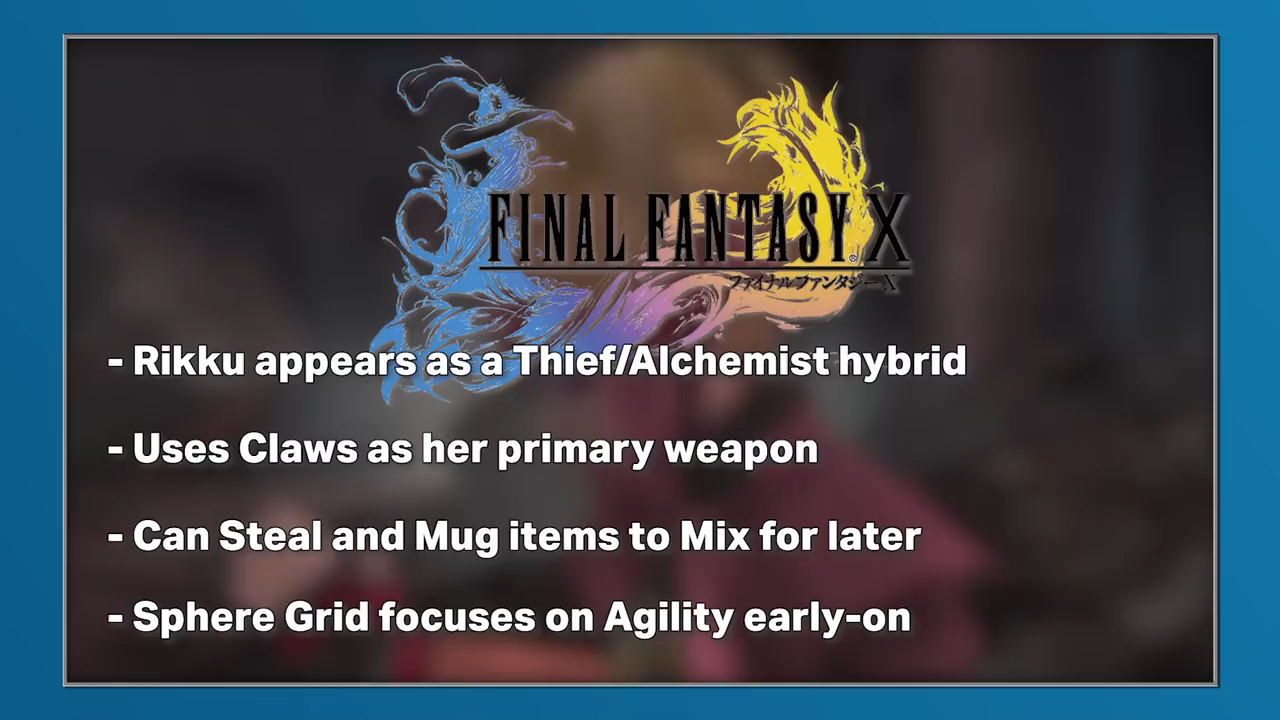 FINAL FANTASY® X
ファイナルファンタジーX
- Rikku appears as a Thief/Alchemist hybrid
- Uses Claws as her primary weapon
- Can Steal and Mug items to Mix for later
- Sphere Grid focuses on Agility early-on